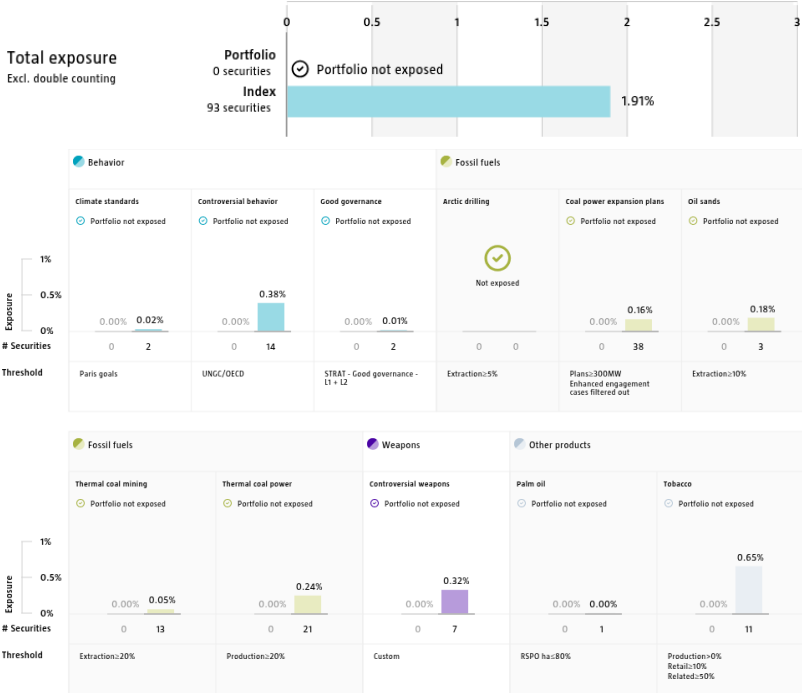 0 0.5 1 1.5 2 2.5 3
Total exposure
Excl. double counting
Portfolio
0 securities
Portfolio not exposed
Index
93 securities
1.91%
Behavior
Fossil fuels
Climate standards
Controversial behavior
Good governance
Arctic drilling
Coal power expansion plans
Oil sands
Portfolio not exposed
Portfolio not exposed
Portfolio not exposed
Portfolio not exposed
Portfolio not exposed
Not exposed
Exposure
1%
0.5%
0%
0.00% 0.02%
0.00% 0.38%
0.00% 0.01%
0.00% 0.16%
0.00% 0.18%
# Securities
0 2
0 14
0 2
0 0
0 38
0 3
Threshold
Paris goals
UNGC/OECD
STRAT - Good governance -
L1 + L2
Extraction≥5%
Plans≥300MW
Enhanced engagement
cases filtered out
Extraction≥10%
Fossil fuels
Weapons
Other products
Thermal coal mining
Thermal coal power
Controversial weapons
Palm oil
Tobacco
Portfolio not exposed
Portfolio not exposed
Portfolio not exposed
Portfolio not exposed
Portfolio not exposed
Exposure
1%
0.5%
0%
0.00% 0.05%
0.00% 0.24%
0.00% 0.32%
0.00% 0.00%
0.00% 0.65%
# Securities
0 13
0 21
0 7
0 1
0 11
Threshold
Extraction≥20%
Production≥20%
Custom
RSPO ha≤80%
Production>0%
Retail≥10%
Related≥50%